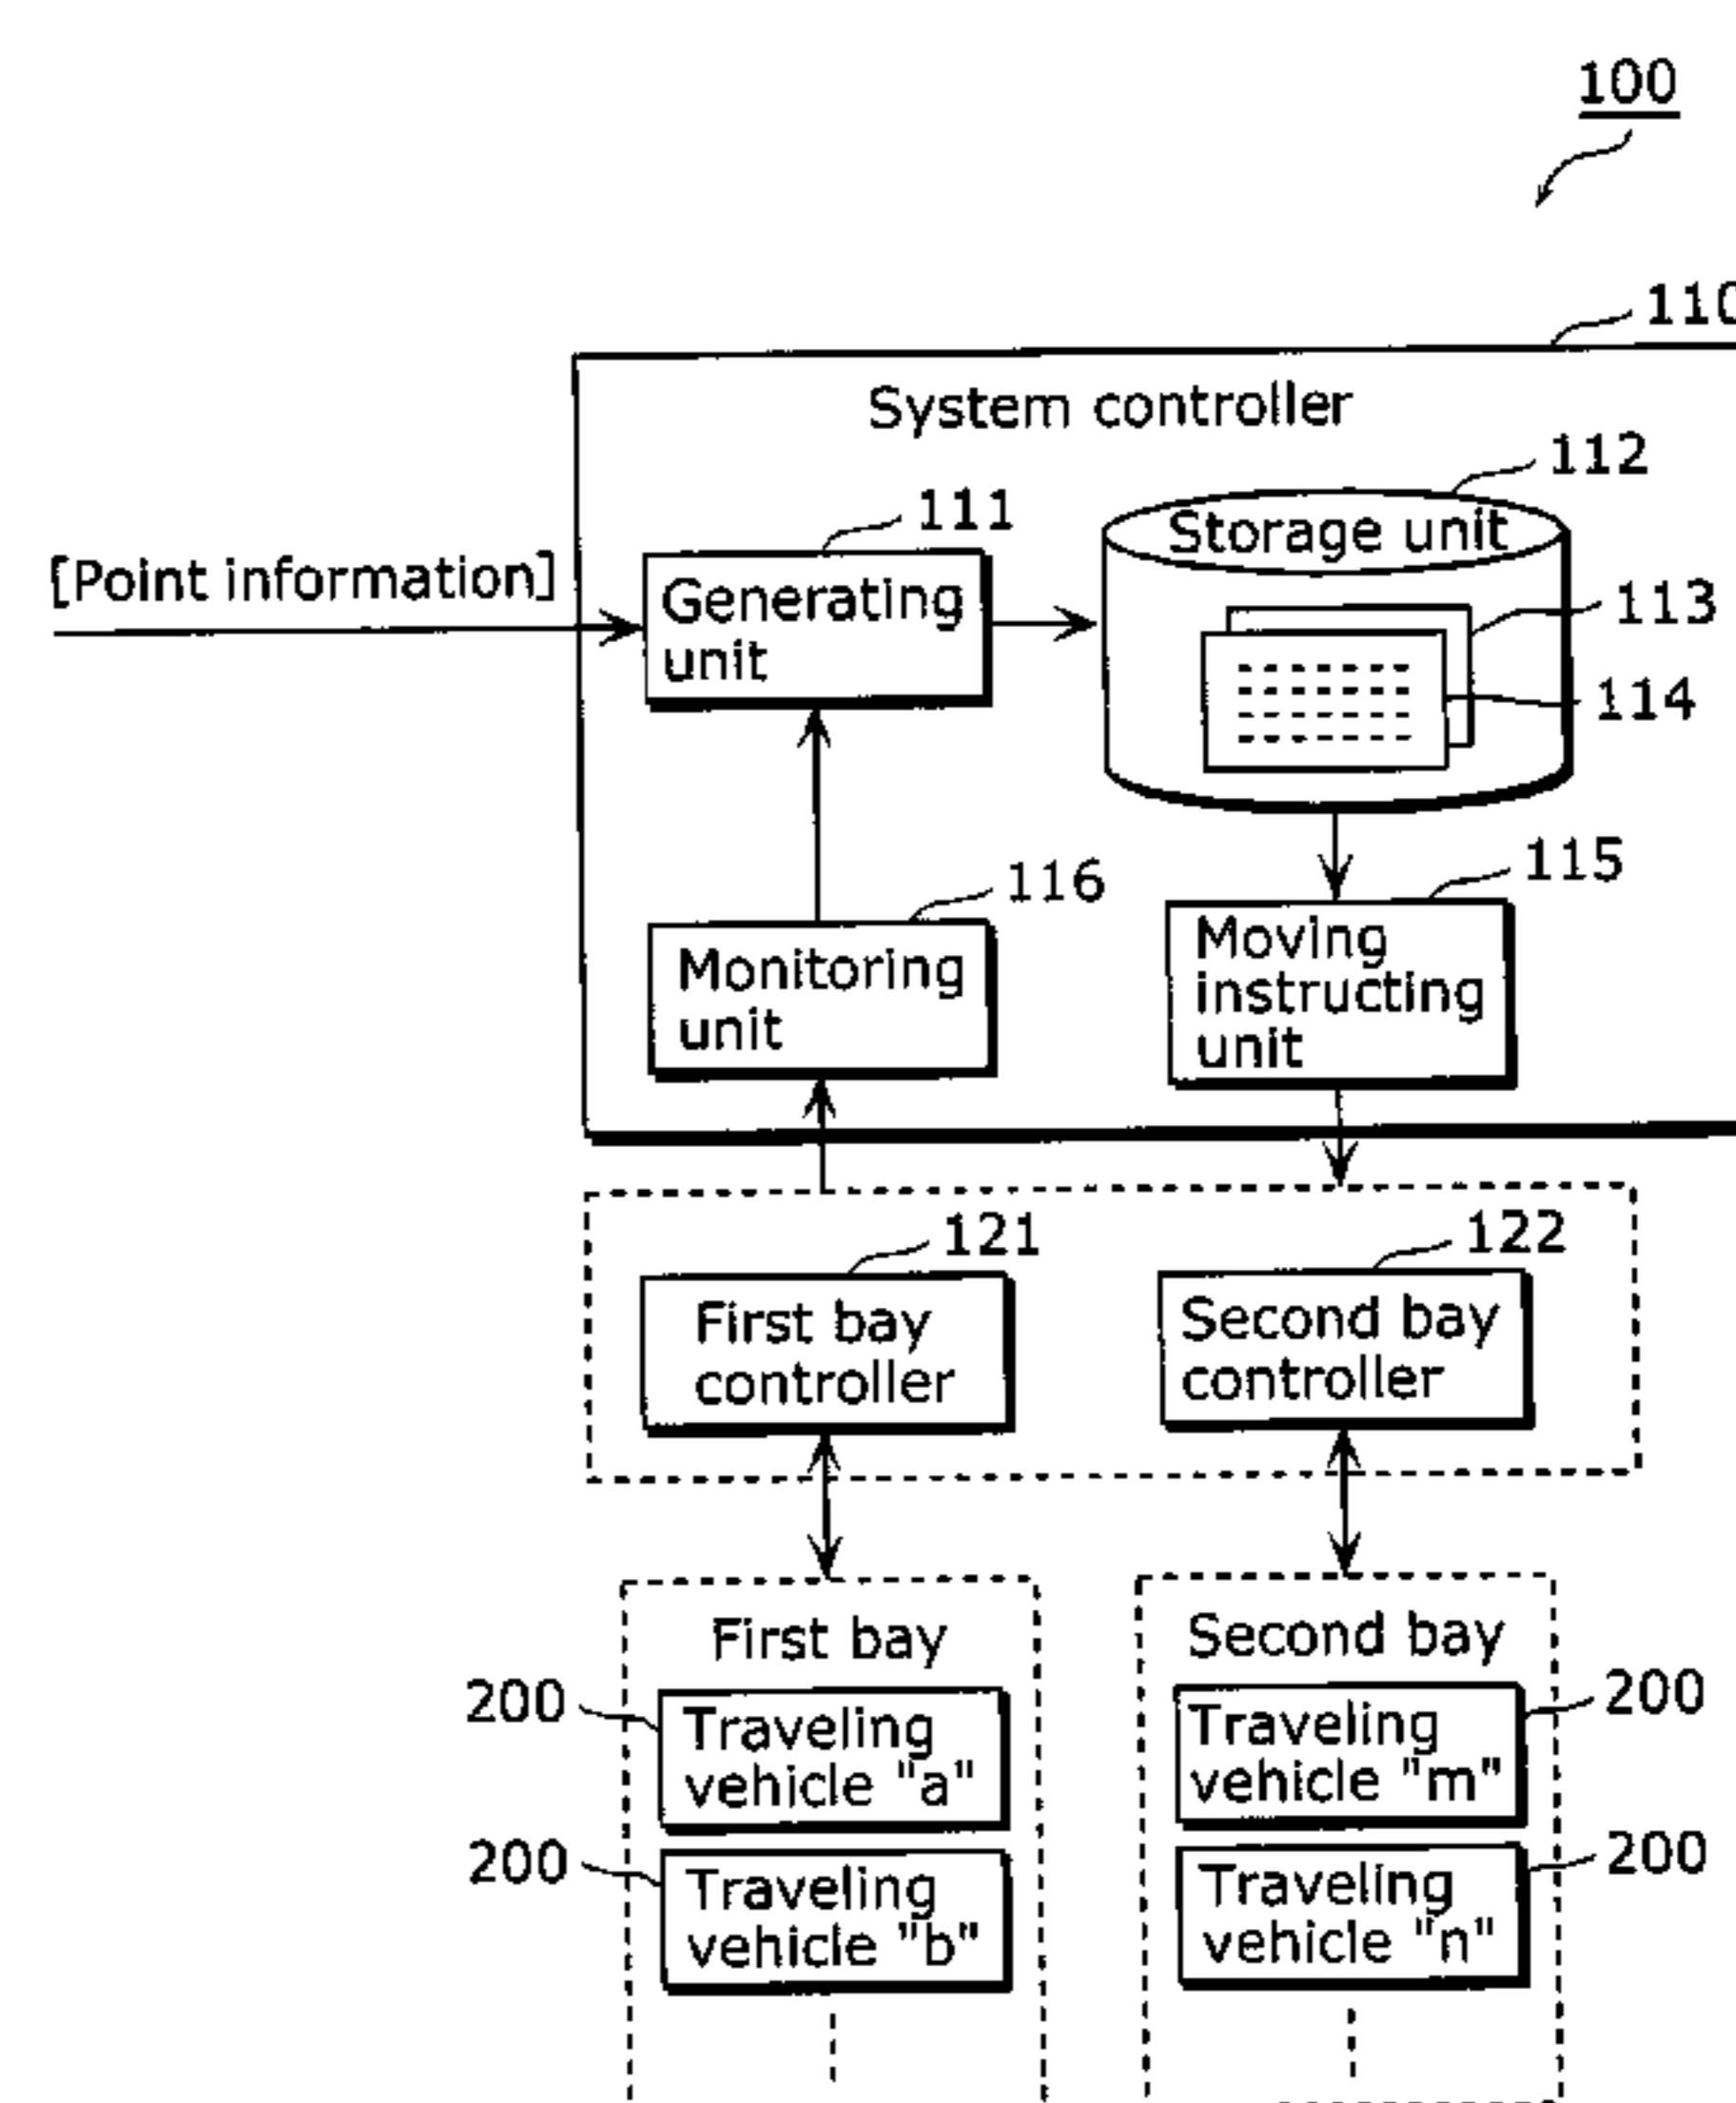 100
110
System controller
112
111
Storage unit
[Point information]
Generating
unit
113
114
116
115
Monitoring
unit
Moving
instructing
unit
121
122
First bay
controller
Second bay
controller
First bay
Second bay
200
Traveling
vehicle "a"
Traveling
vehicle "m"
200
200
Traveling
vehicle "b"
Traveling
vehicle "n"
200